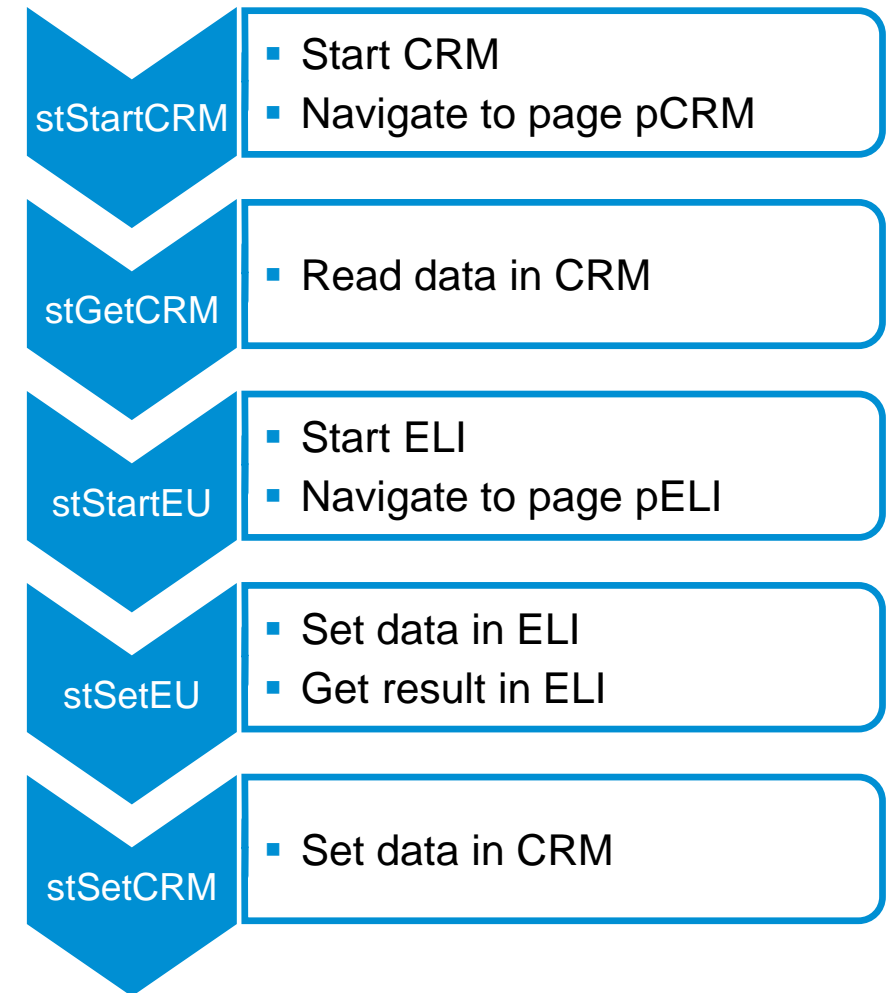 stStartCRM
▪ Start CRM
▪ Navigate to page pCRM
stGetCRM
▪ Read data in CRM
stStartEU
▪ Start ELI
▪ Navigate to page pELI
stSetEU
▪ Set data in ELI
▪ Get result in ELI
stSetCRM
▪ Set data in CRM